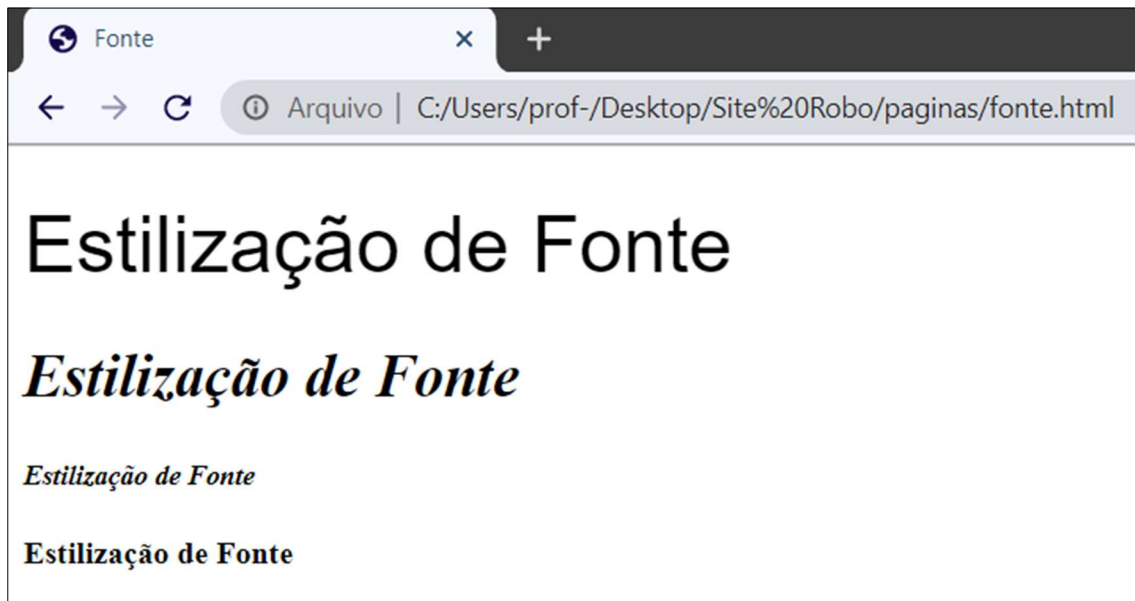 Fonte
Arquivo | C:/Users/prof-/Desktop/Site%20Robo/paginas/fonte.html
Estilização de Fonte
Estilização de Fonte
Estilização de Fonte
Estilização de Fonte